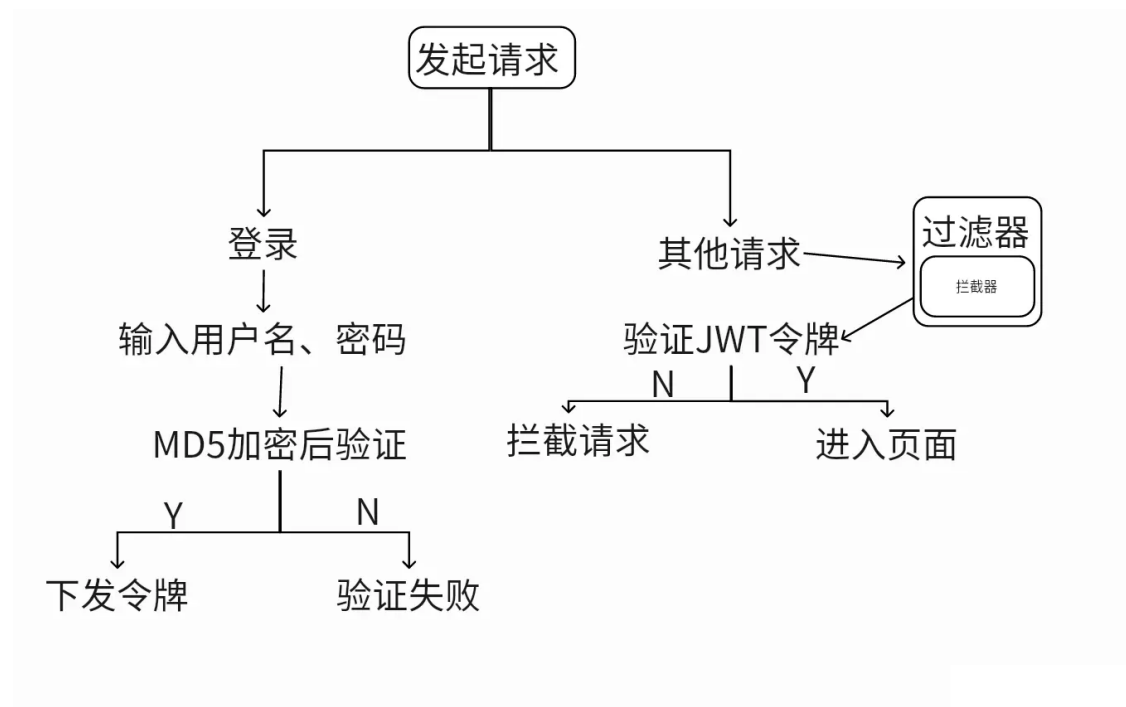 发起请求
登录
其他请求
过滤器
拦截器
输入用户名、密码
验证JWT令牌
N
Y
MD5加密后验证
拦截请求
进入页面
Y
N
下发令牌
验证失败